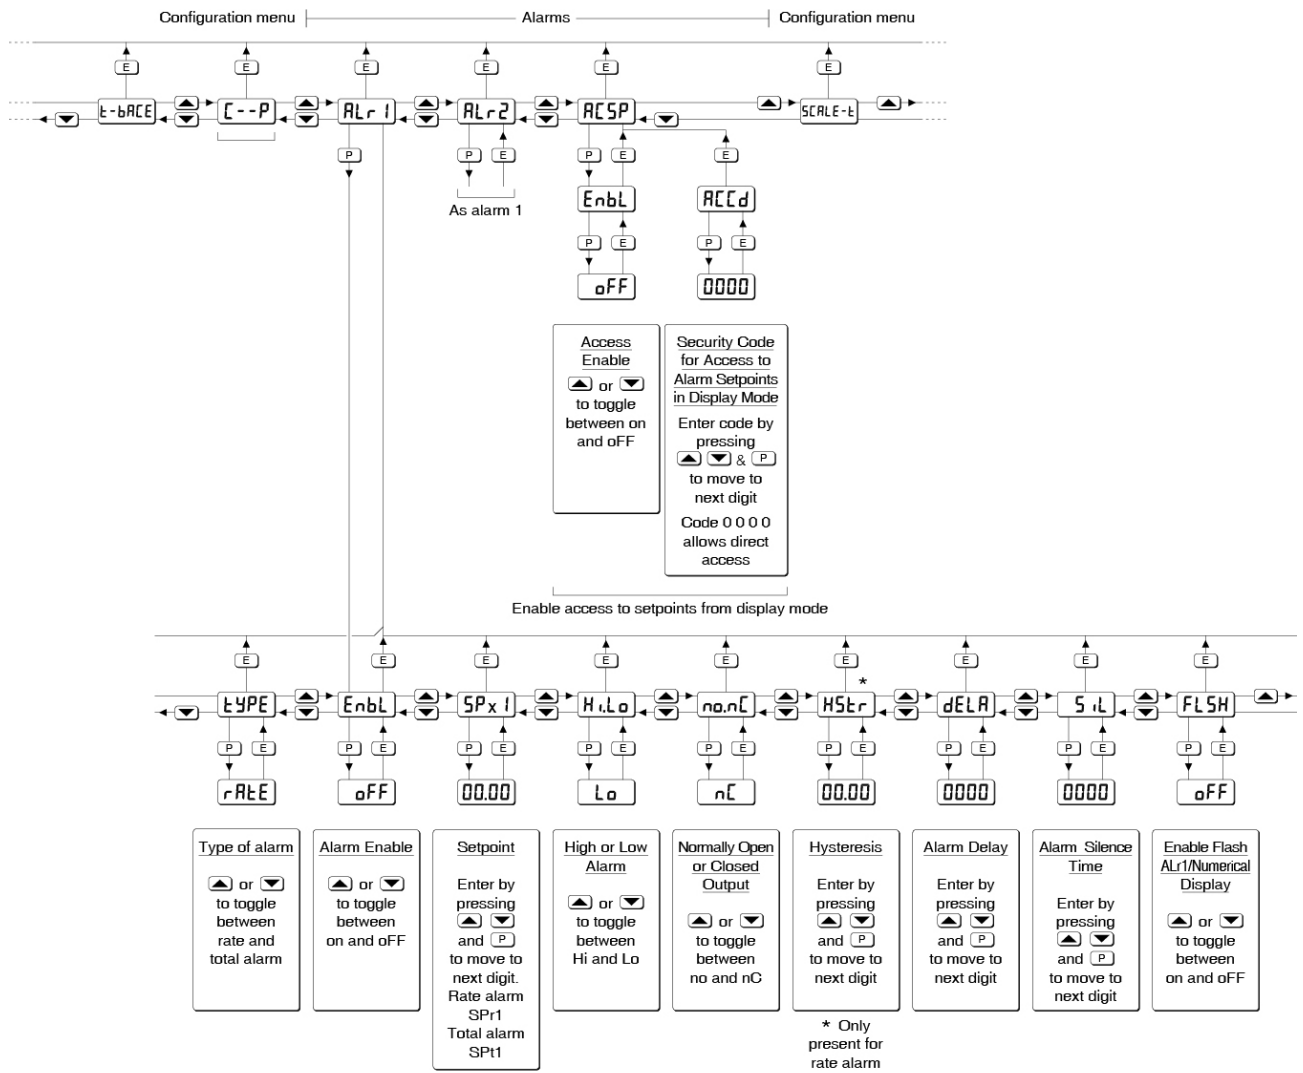 Configuration menu
Alarms
Configuration menu
E E E E E E
t-bACE C--P ALr1 ALr2 ACSP SCALE-t
P P E P E E
As alarm 1
EnbL ACCd
P E P E
oFF 0000
Access
Enable
or
to toggle
between on
and oFF
Security Code
for Access to
Alarm Setpoints
in Display Mode
Enter code by
pressing
& P
to move to
next digit
Code 0 0 0 0
allows direct
access
Enable access to setpoints from display mode
E E E E E E E E E
*
tYPE EnbL SPx1 Hi.Lo no.nC HStr dELA SiL FLSH
P E P E P E P E P E P E P E P E P E
rAtE oFF 00.00 Lo nC 00.00 0000 0000 oFF
Type of alarm
or
to toggle
between
rate and
total alarm
Alarm Enable
or
to toggle
between
on and oFF
Setpoint
Enter by
pressing
and P
to move to
next digit.
Rate alarm
SPr1
Total alarm
SPt1
High or Low
Alarm
or
to toggle
between
Hi and Lo
Normally Open
or Closed
Output
or
to toggle
between
no and nC
Hysteresis
Enter by
pressing
and P
to move to
next digit
* Only
present for
rate alarm
Alarm Delay
Enter by
pressing
and P
to move to
next digit
Alarm Silence
Time
Enter by
pressing
and P
to move to
next digit
Enable Flash
ALr1/Numerical
Display
or
to toggle
between
on and oFF